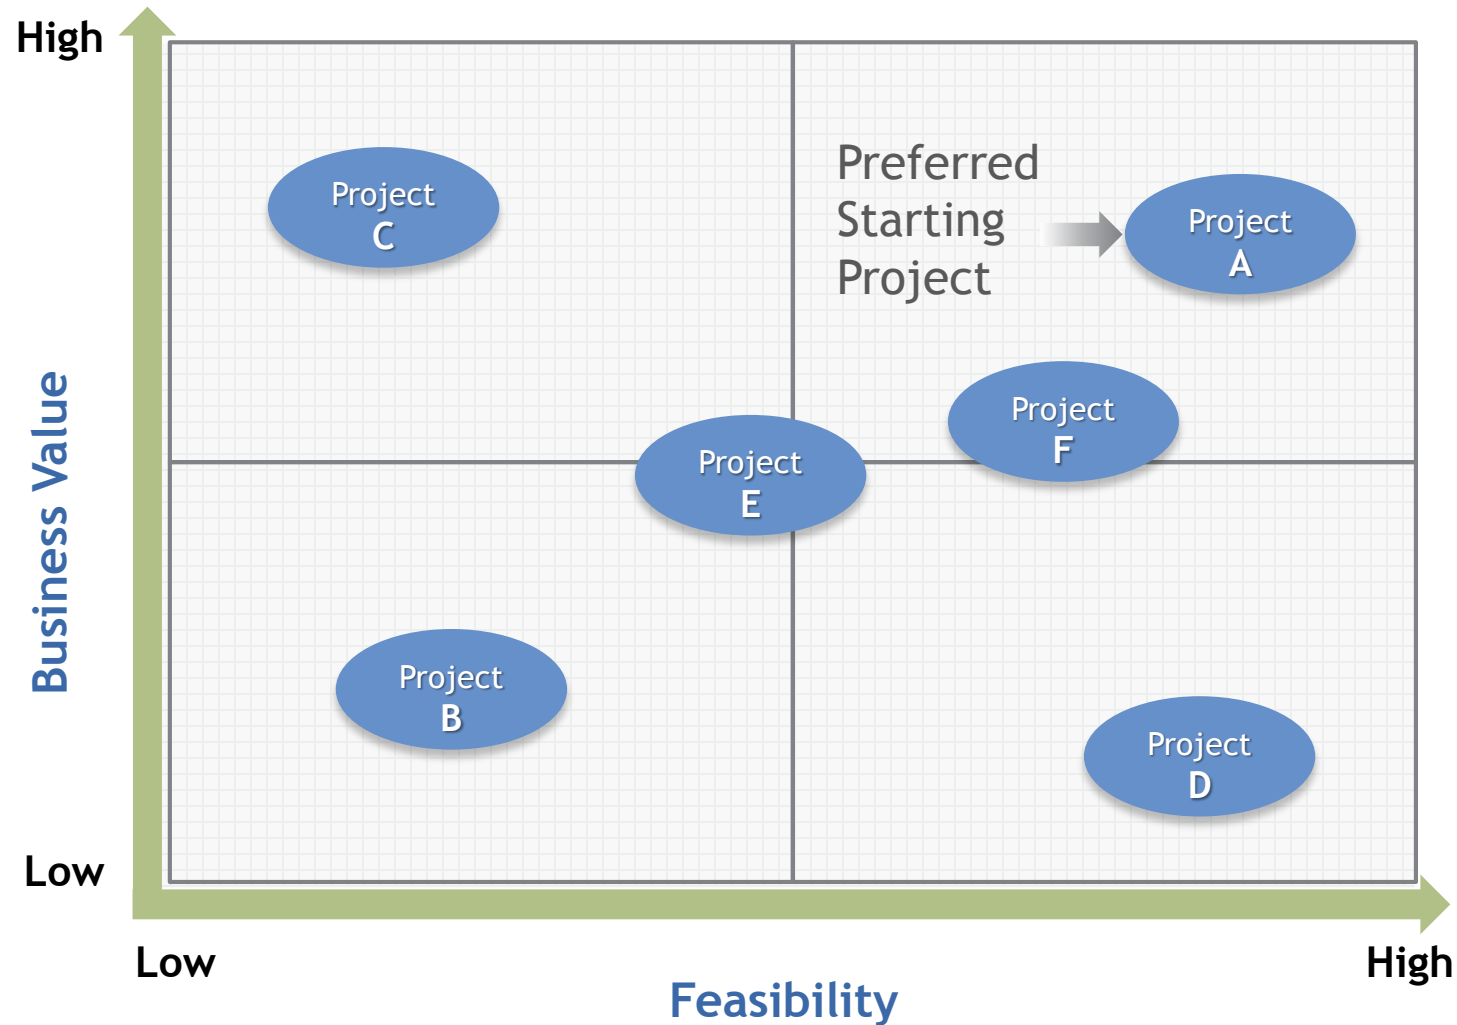 High
Project
C
Preferred
Starting
Project
Project
A
Project
F
Project
E
Business Value
Project
B
Project
D
Low
Low
High
Feasibility